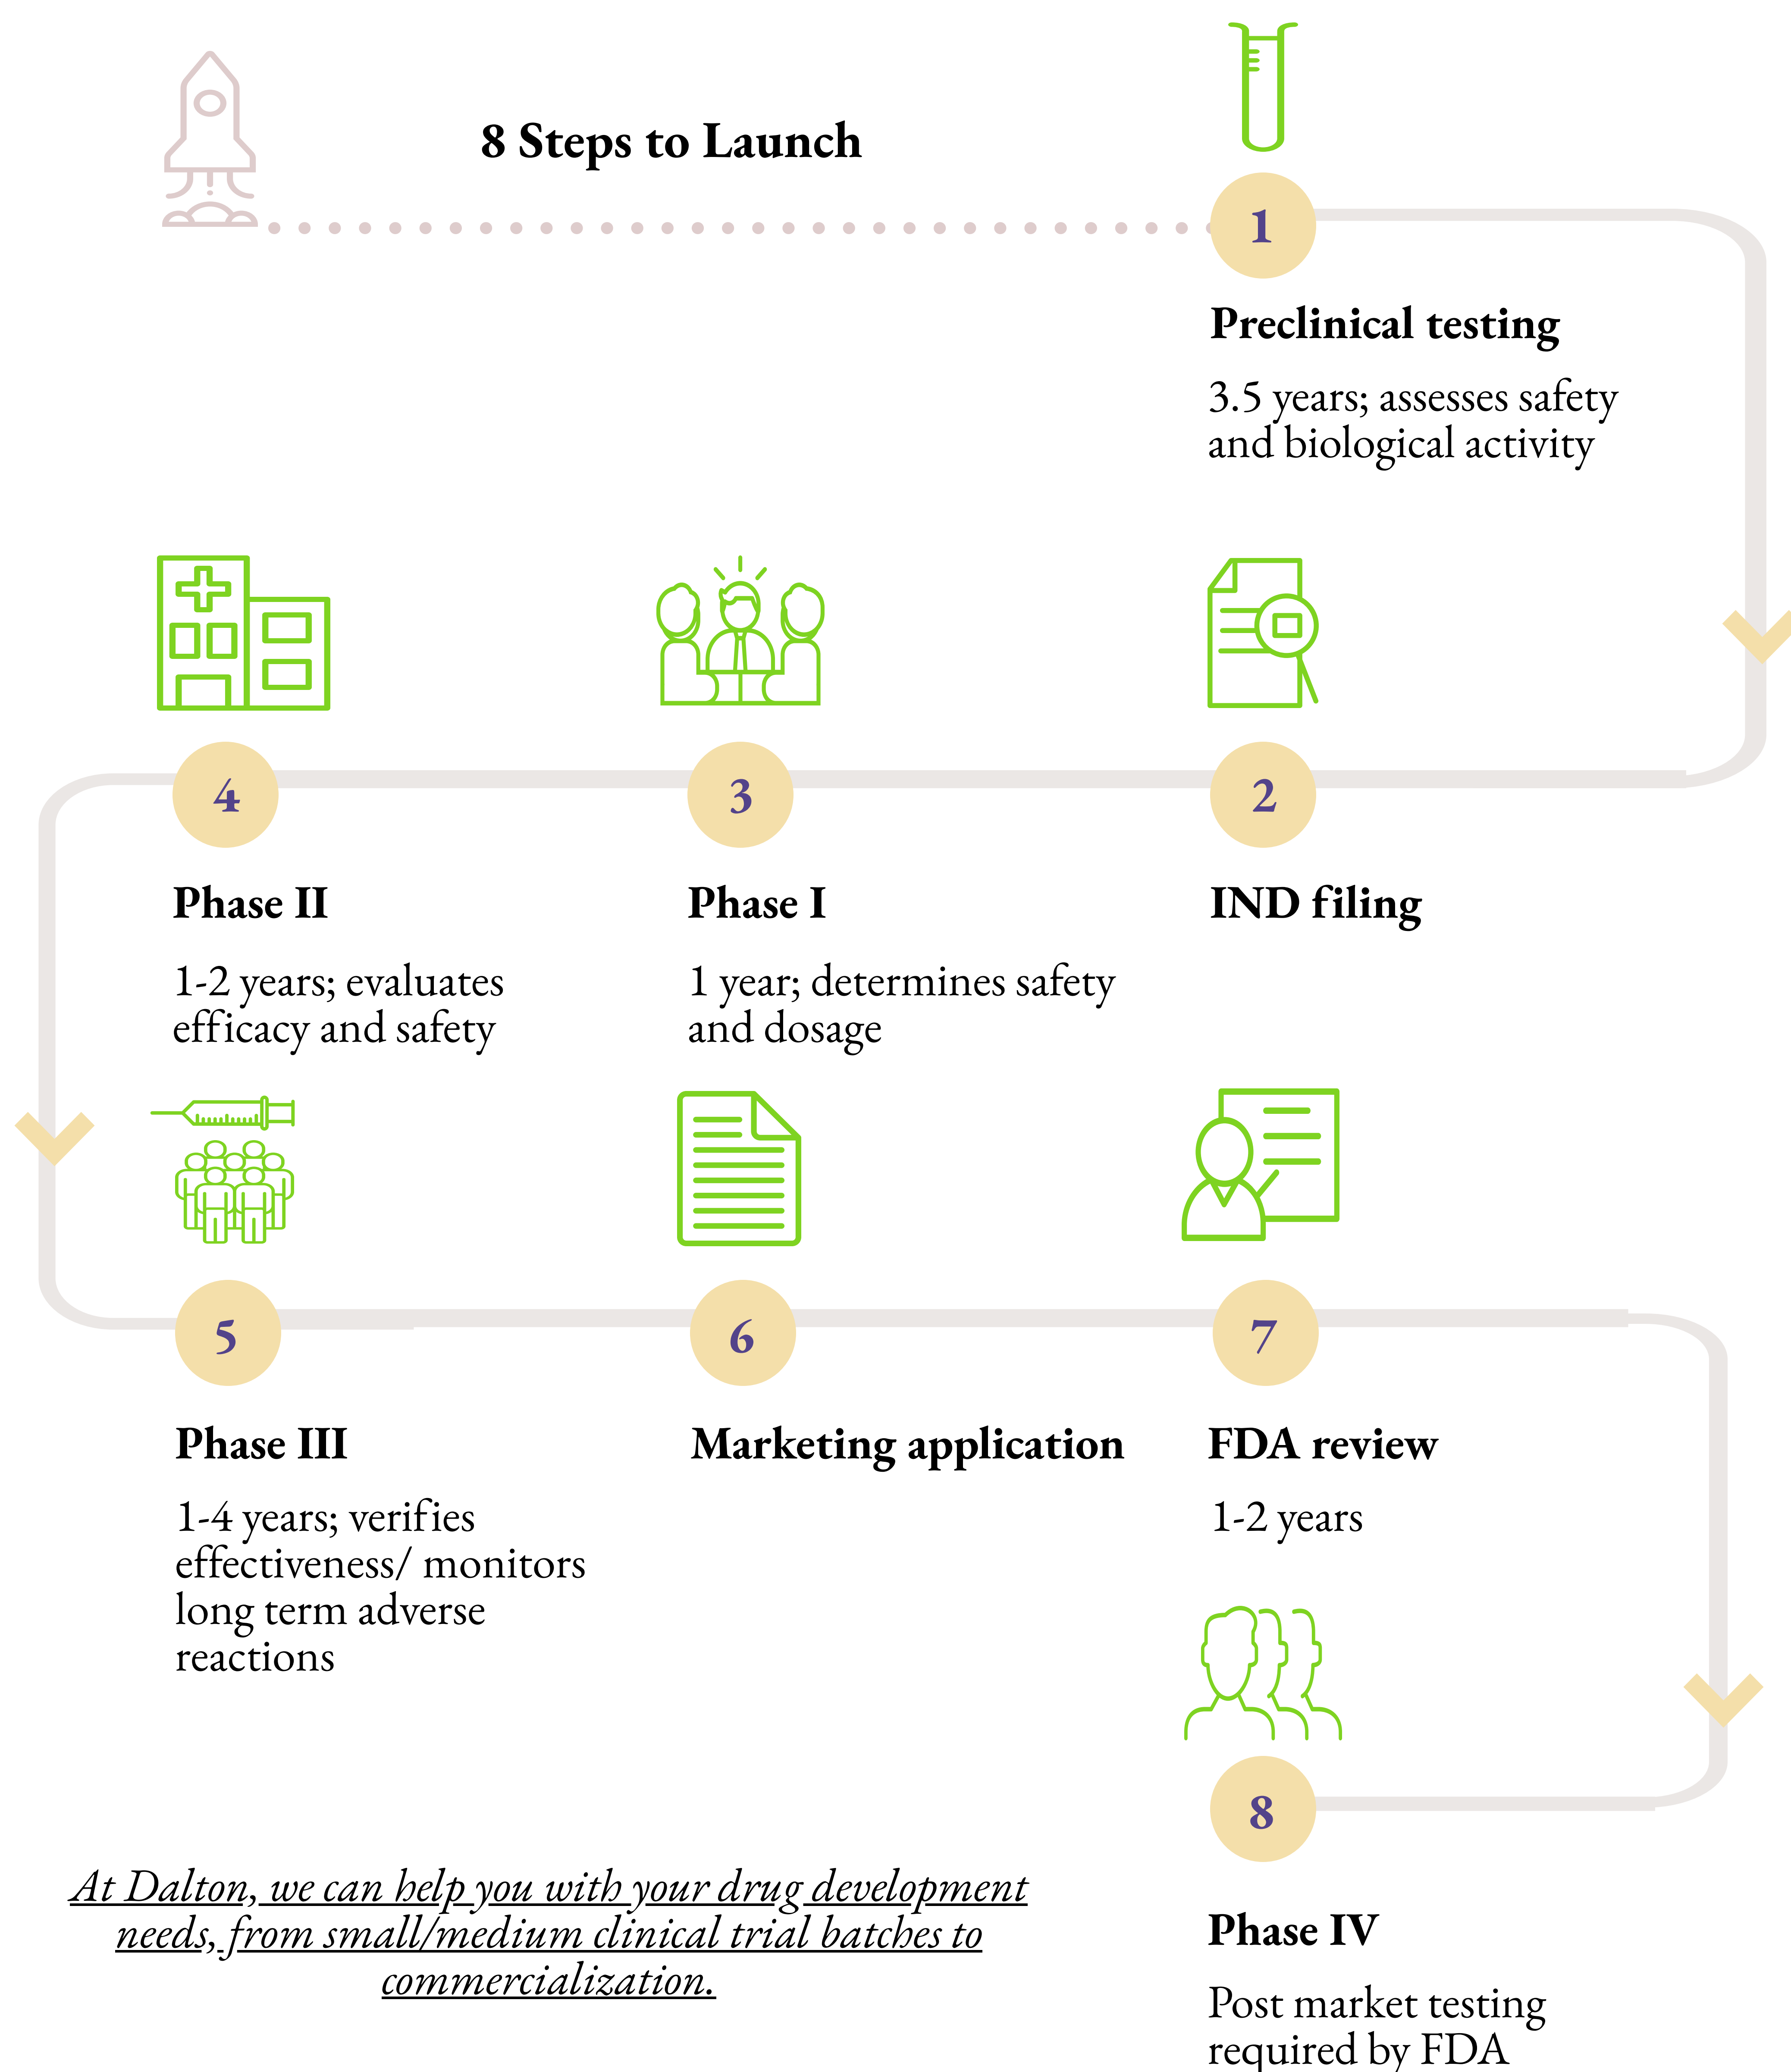 8 Steps to Launch
1
Preclinical testing
3.5 years; assesses safety
and biological activity
2
IND filing
3
Phase I
1 year; determines safety
and dosage
4
Phase II
1-2 years; evaluates
efficacy and safety
5
Phase III
1-4 years; verifies
effectiveness/ monitors
long term adverse
reactions
6
Marketing application
7
FDA review
1-2 years
8
Phase IV
Post market testing
required by FDA
At Dalton, we can help you with your drug development
needs, from small/medium clinical trial batches to
commercialization.